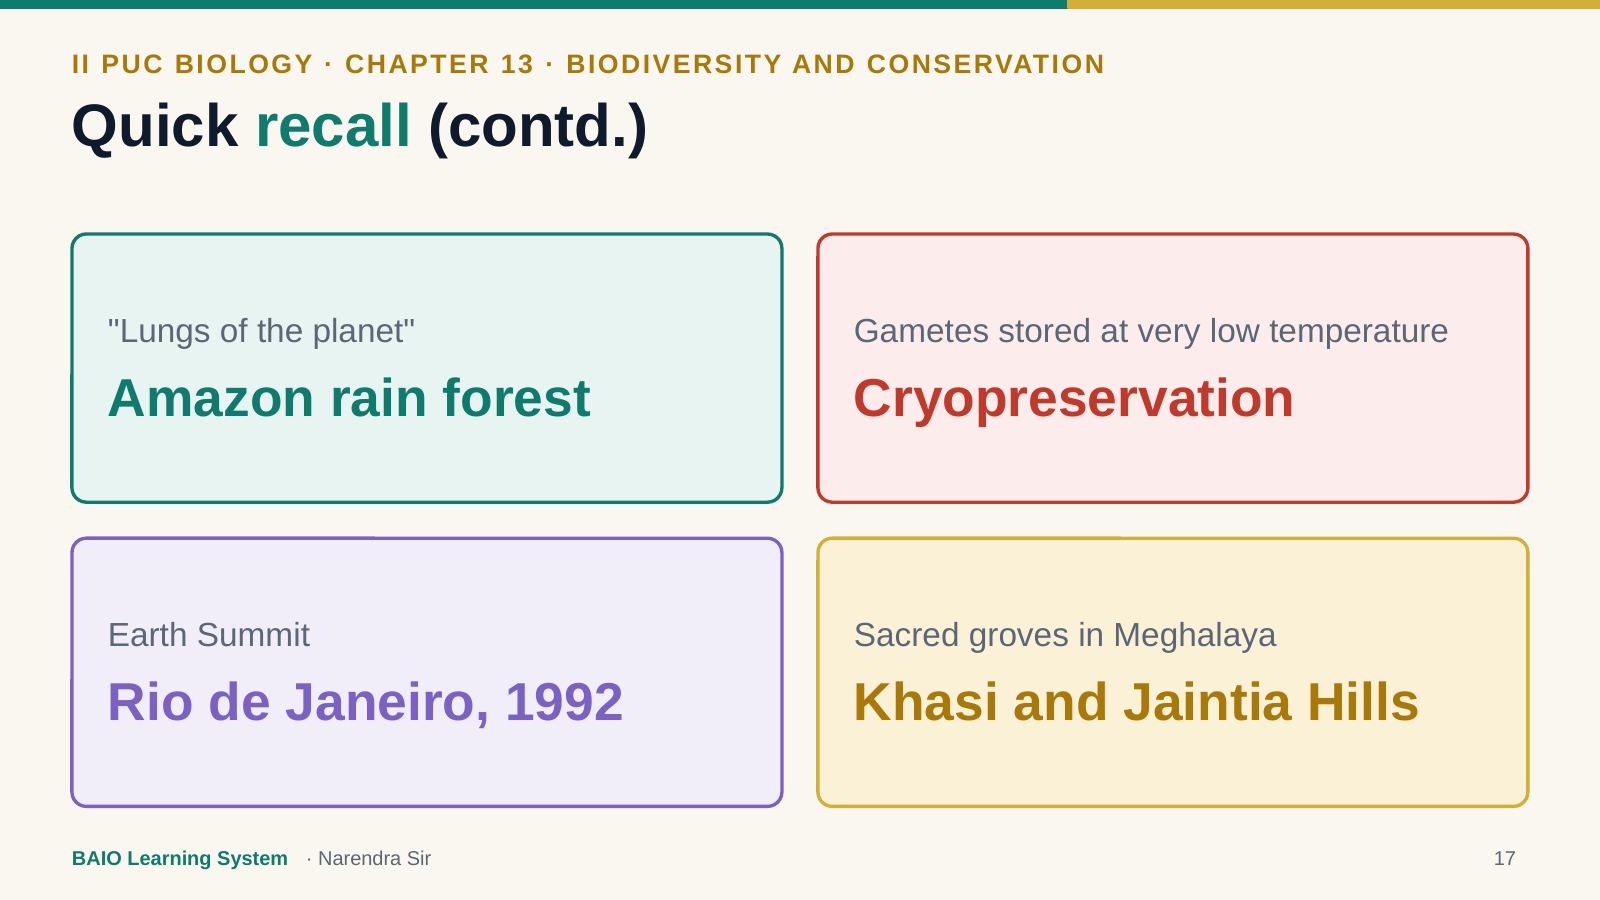 II PUC BIOLOGY · CHAPTER 13 · BIODIVERSITY AND CONSERVATION
Quick recall (contd.)
"Lungs of the planet"
Amazon rain forest
Gametes stored at very low temperature
Cryopreservation
Earth Summit
Rio de Janeiro, 1992
Sacred groves in Meghalaya
Khasi and Jaintia Hills
BAIO Learning System · Narendra Sir
17